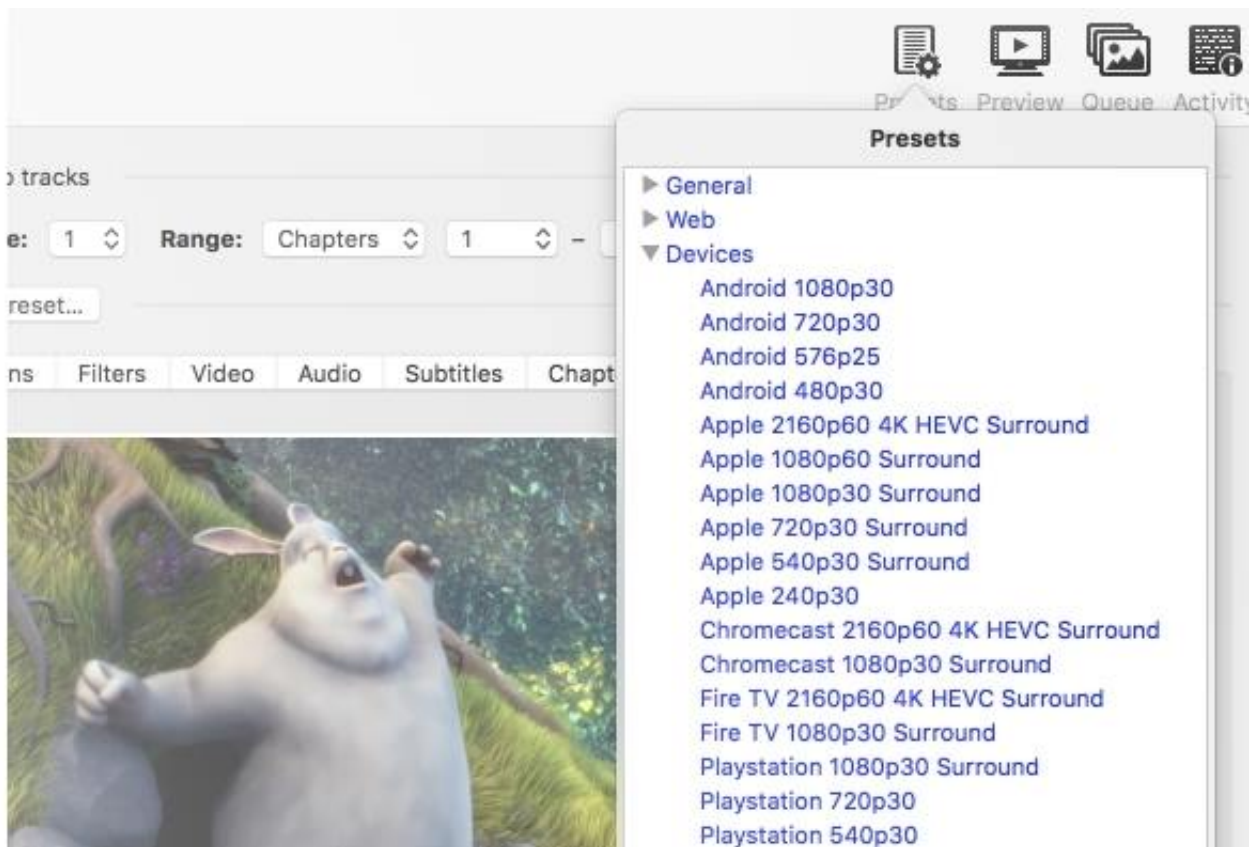 Presets Preview Queue Activity
Presets
tracks
e: 1 Range: Chapters 1 –
reset...
ns Filters Video Audio Subtitles Chapt
General
Web
Devices
Android 1080p30
Android 720p30
Android 576p25
Android 480p30
Apple 2160p60 4K HEVC Surround
Apple 1080p60 Surround
Apple 1080p30 Surround
Apple 720p30 Surround
Apple 540p30 Surround
Apple 240p30
Chromecast 2160p60 4K HEVC Surround
Chromecast 1080p30 Surround
Fire TV 2160p60 4K HEVC Surround
Fire TV 1080p30 Surround
Playstation 1080p30 Surround
Playstation 720p30
Playstation 540p30